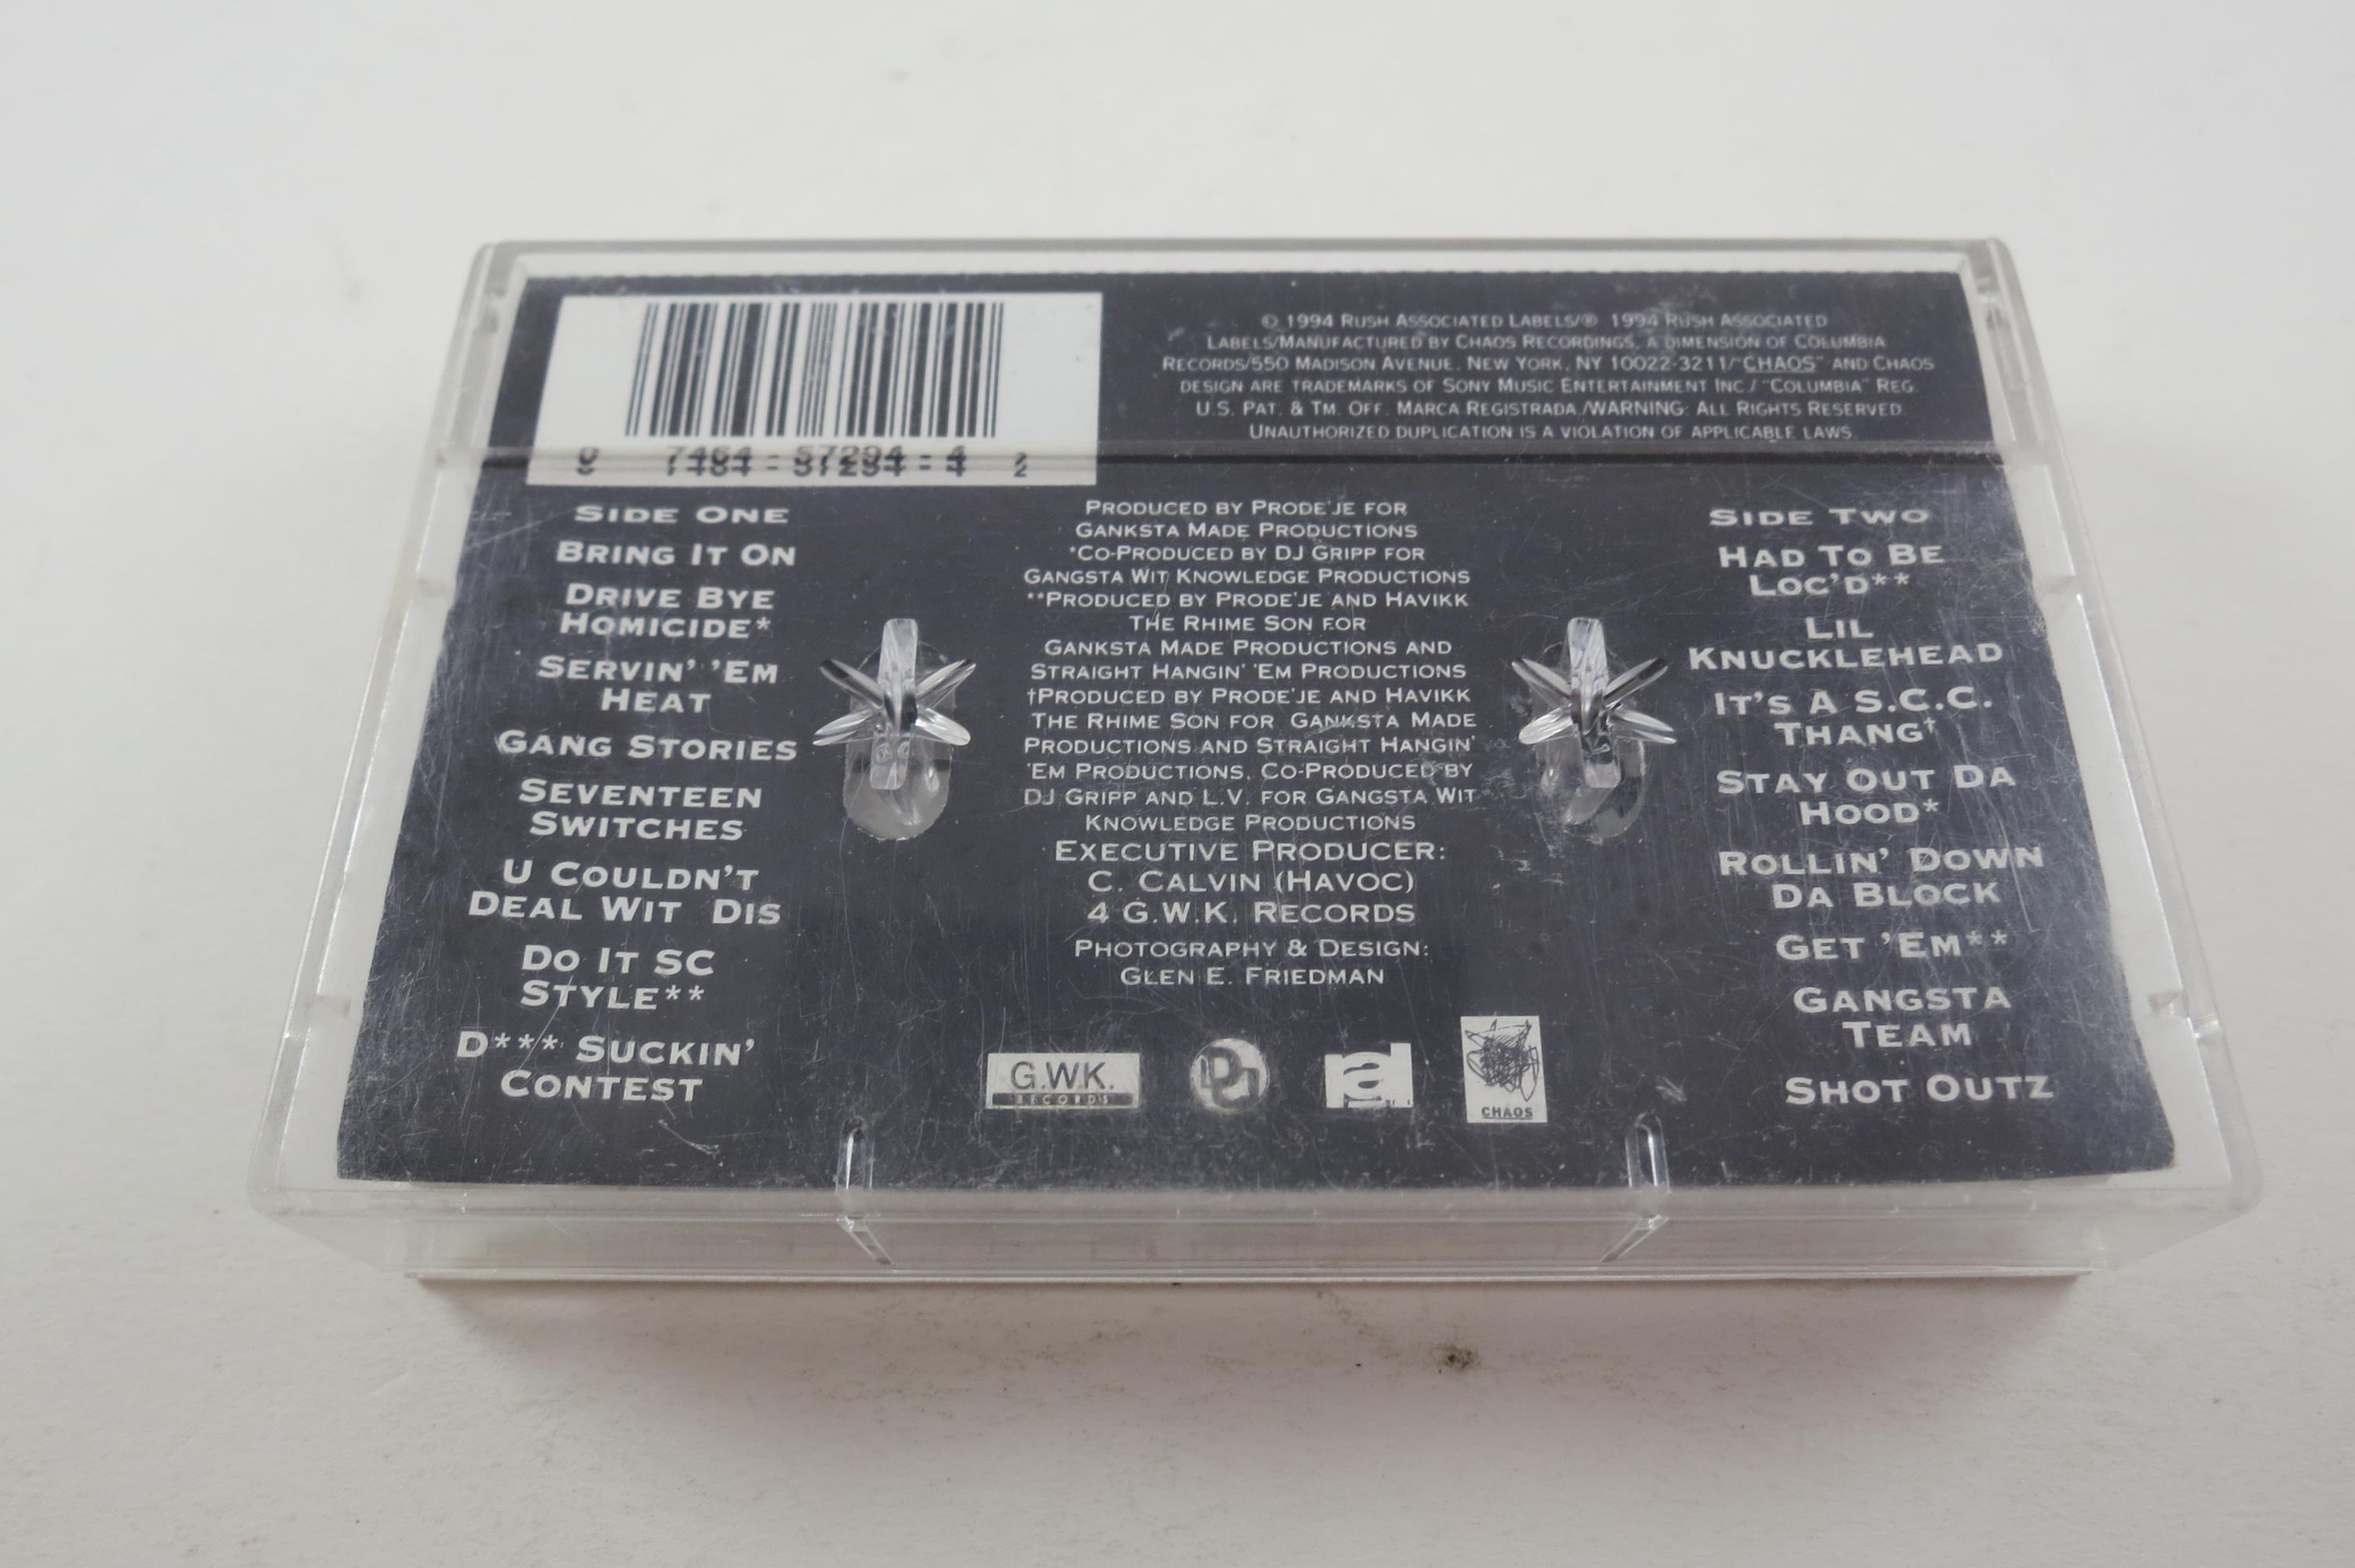 © 1994 Rush Associated Labels/℗ 1994 Rush Associated
Labels/Manufactured by Chaos Recordings, a dimension of Columbia
Records/550 Madison Avenue, New York, NY 10022-3211/"CHAOS" and Chaos
design are trademarks of Sony Music Entertainment Inc./"Columbia" Reg.
U.S. Pat. & Tm. Off. Marca Registrada./WARNING: All Rights Reserved.
Unauthorized duplication is a violation of applicable laws.
0 7464-57294-4 2
Side One
Bring It On
Drive Bye
Homicide*
Servin' 'Em
Heat
Gang Stories
Seventeen
Switches
U Couldn't
Deal Wit Dis
Do It SC
Style**
D*** Suckin'
Contest
Produced by Prode'je for
Ganksta Made Productions
*Co-Produced by DJ Gripp for
Gangsta Wit Knowledge Productions
**Produced by Prode'je and Havikk
The Rhime Son for
Ganksta Made Productions and
Straight Hangin' 'Em Productions
†Produced by Prode'je and Havikk
The Rhime Son for Ganksta Made
Productions and Straight Hangin'
'Em Productions, Co-Produced by
DJ Gripp and L.V. for Gangsta Wit
Knowledge Productions
Executive Producer:
C. Calvin (Havoc)
4 G.W.K. Records
Photography & Design:
Glen E. Friedman
G.W.K.
RECORDS
CHAOS
Side Two
Had To Be
Loc'd**
Lil
Knucklehead
It's A S.C.C.
Thang†
Stay Out Da
Hood*
Rollin' Down
Da Block
Get 'Em**
Gangsta
Team
Shot Outz